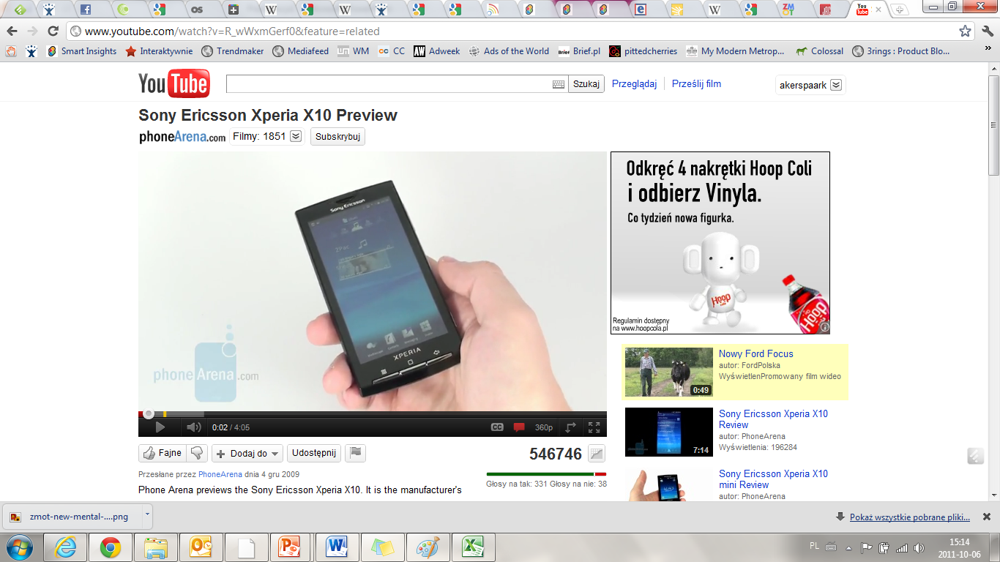 www.youtube.com/watch?v=R_wWxmGerf0&feature=related
Smart Insights Interaktywnie Trendmaker Mediafeed WM CC Adweek Ads of the World Brief.pl pittedcherries My Modern Metrop... Colossal 3rings : Product Blo... »
YouTube Szukaj Przeglądaj Prześlij film akerspaark
Sony Ericsson Xperia X10 Preview
phoneArena.com Filmy: 1851 Subskrybuj
Sony Ericsson
XPERIA
phoneArena.com
0:02 / 4:05 CC 360p
Fajne Dodaj do Udostępnij 546746
Przesłane przez PhoneArena dnia 4 gru 2009
Głosy na tak: 331 Głosy na nie: 38
Phone Arena previews the Sony Ericsson Xperia X10. It is the manufacturer's
Odkręć 4 nakrętki Hoop Coli
i odbierz Vinyla.
Co tydzień nowa figurka.
Hoop
cola
Hoop
Regulamin dostępny
na www.hoopcola.pl
Nowy Ford Focus
autor: FordPolska
WyświetlenPromowany film wideo
0:49
Sony Ericsson Xperia X10
Review
autor: PhoneArena
Wyświetlenia: 196284
7:14
Sony Ericsson Xperia X10
mini Review
autor: PhoneArena
zmot-new-mental-....png Pokaż wszystkie pobrane pliki...
PL 15:14
2011-10-06